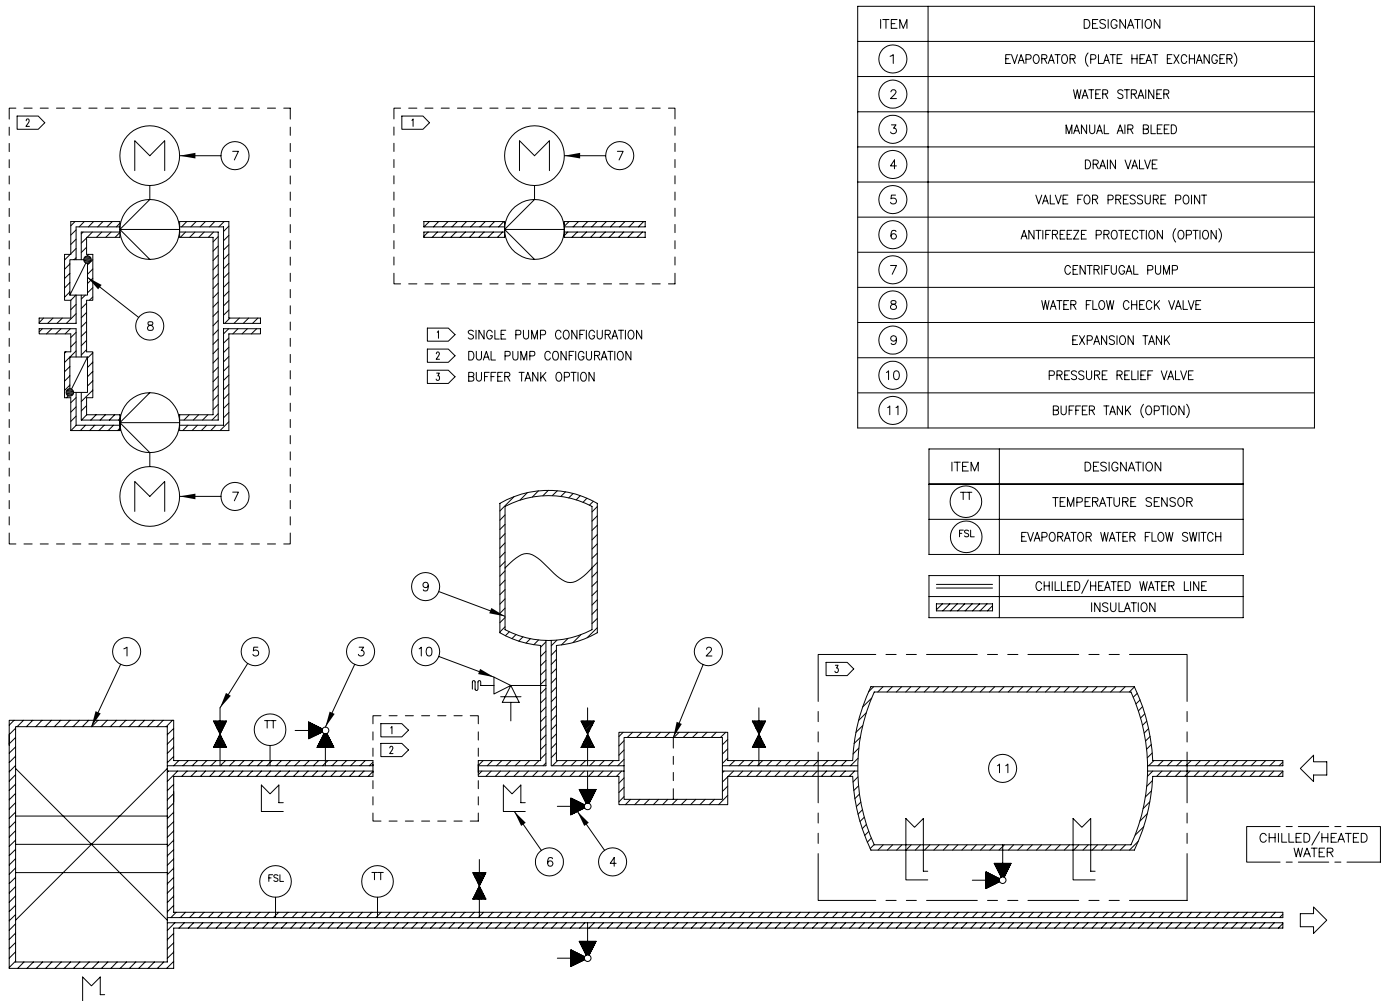 ITEM DESIGNATION
1 EVAPORATOR (PLATE HEAT EXCHANGER)
2 WATER STRAINER
3 MANUAL AIR BLEED
4 DRAIN VALVE
5 VALVE FOR PRESSURE POINT
6 ANTIFREEZE PROTECTION (OPTION)
7 CENTRIFUGAL PUMP
8 WATER FLOW CHECK VALVE
9 EXPANSION TANK
10 PRESSURE RELIEF VALVE
11 BUFFER TANK (OPTION)
2
7
8
7
1
7
1 SINGLE PUMP CONFIGURATION
2 DUAL PUMP CONFIGURATION
3 BUFFER TANK OPTION
ITEM DESIGNATION
TT TEMPERATURE SENSOR
FSL EVAPORATOR WATER FLOW SWITCH
CHILLED/HEATED WATER LINE
INSULATION
9
1
5
3
10
2
3
TT
1
2
11
6
4
CHILLED/HEATED
WATER
FSL
TT